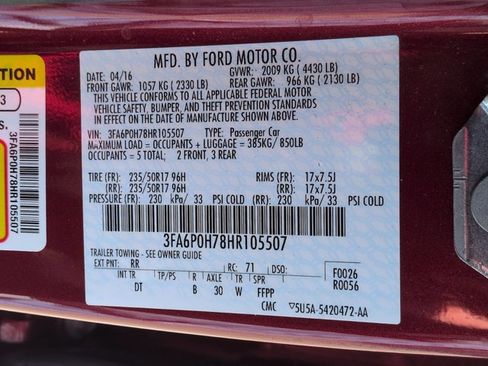 MFD. BY FORD MOTOR CO.
DATE: 04/16 GVWR: 2009 KG ( 4430 LB)
FRONT GAWR: 1057 KG ( 2330 LB) REAR GAWR: 966 KG ( 2130 LB)
THIS VEHICLE CONFORMS TO ALL APPLICABLE FEDERAL MOTOR
VEHICLE SAFETY, BUMPER, AND THEFT PREVENTION STANDARDS
IN EFFECT ON THE DATE OF MANUFACTURE SHOWN ABOVE.
VIN: 3FA6P0H78HR105507 TYPE: Passenger Car
MAXIMUM LOAD = OCCUPANTS + LUGGAGE = 385KG/ 850LB
OCCUPANTS = 5 TOTAL: 2 FRONT, 3 REAR
TIRE (FR): 235/50R17 96H RIMS (FR): 17×7.5J
TIRE (RR): 235/50R17 96H RIMS (RR): 17×7.5J
PRESSURE (FR): 230 kPa/ 33 PSI COLD (RR): 230 kPa/ 33 PSI COLD
3FA6P0H78HR105507
TRAILER TOWING - SEE OWNER GUIDE
EXT PNT: RR RC: 71 DSO: F0026
INT TR TP/PS R AXLE TR SPR R0056
DT B 30 W FFPP
CMC 5U5A-5420472-AA
3FA6P0H78HR105507